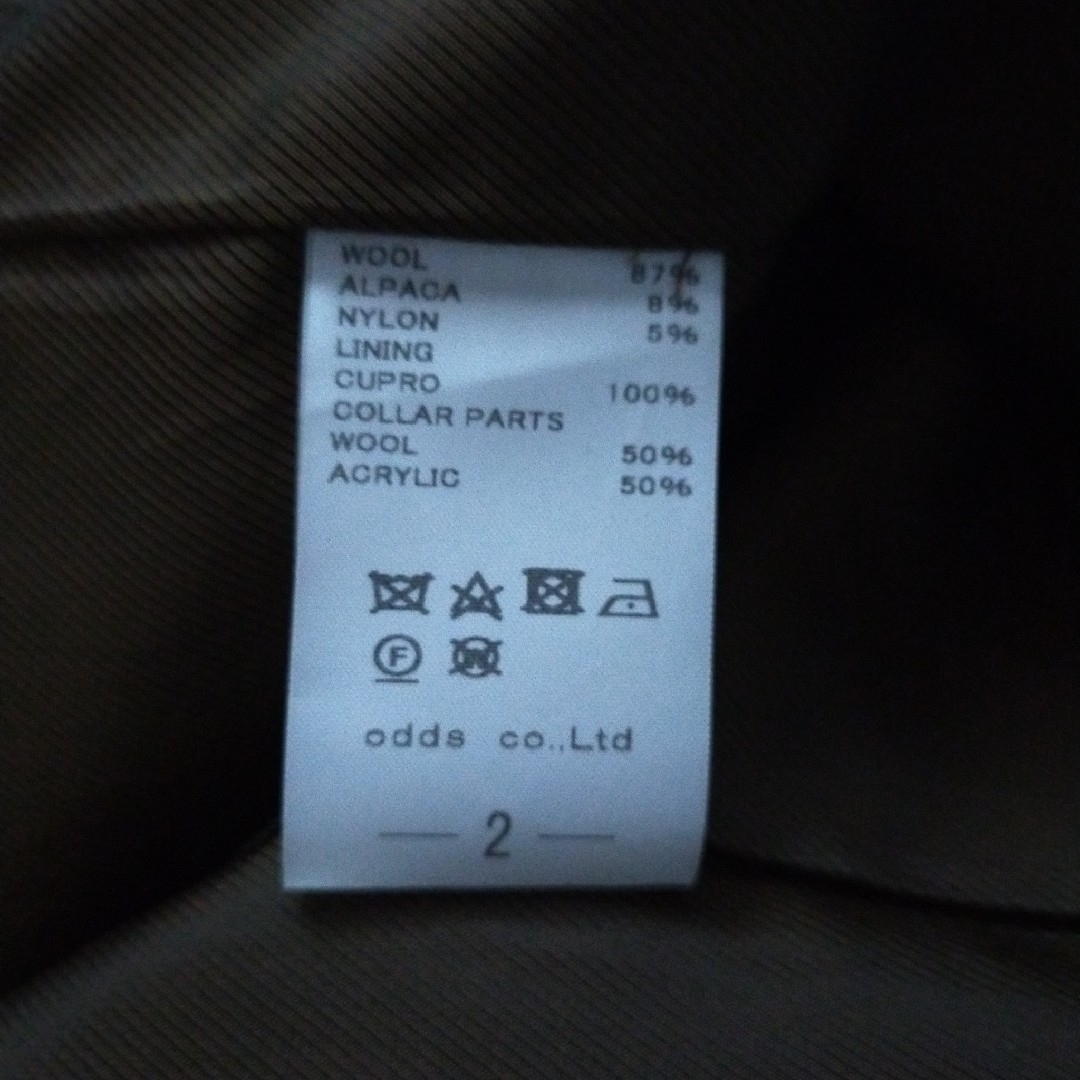 WOOL 87%
ALPACA 8%
NYLON 5%
LINING
CUPRO 100%
COLLAR PARTS
WOOL 50%
ACRYLIC 50%
F W
odds co.,Ltd
— 2 —